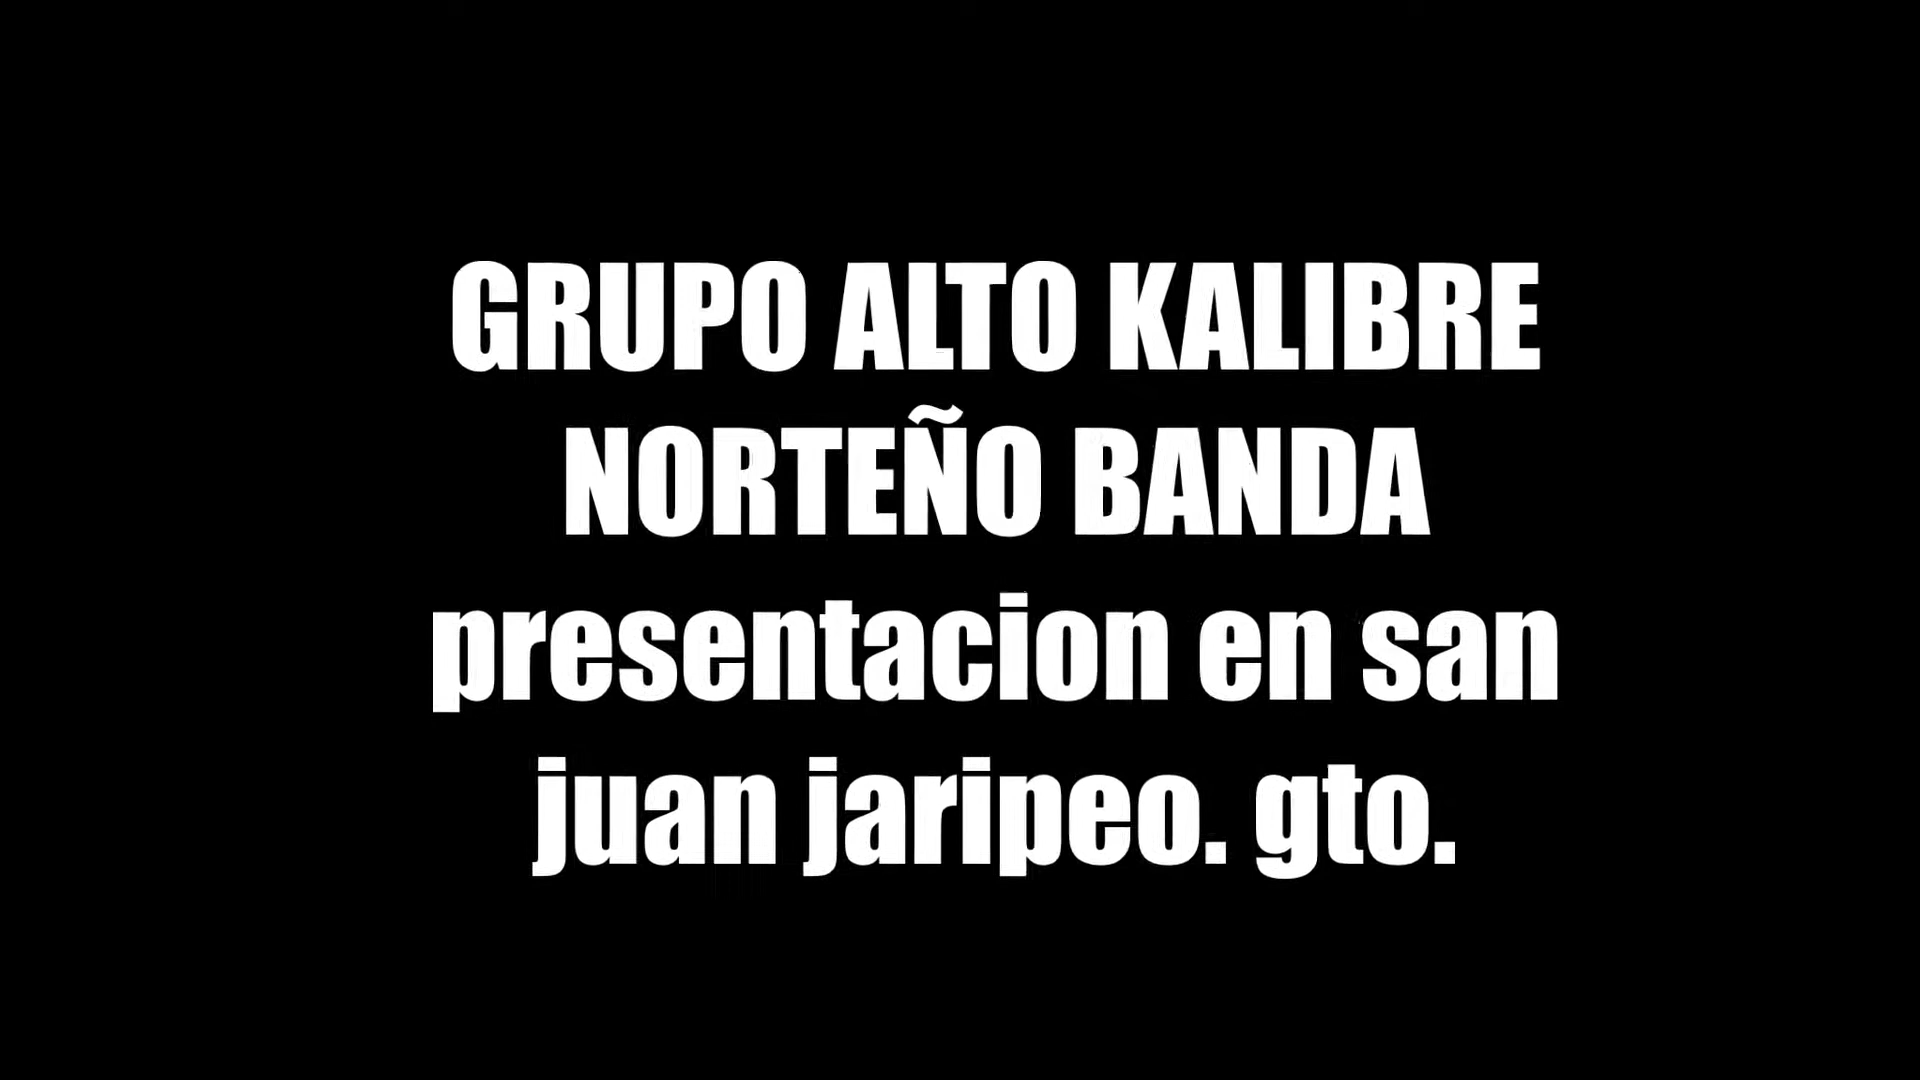 GRUPO ALTO KALIBRE
NORTEÑO BANDA
presentacion en san
juan jaripeo. gto.